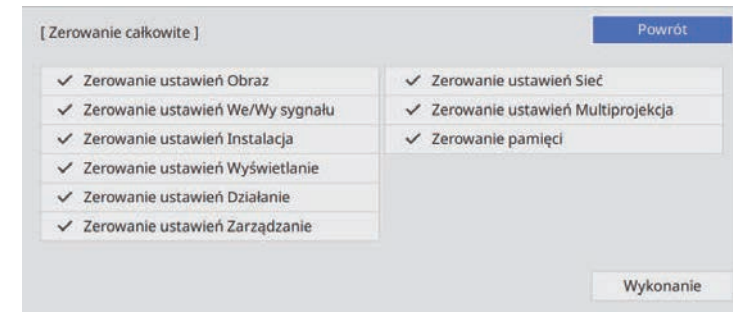 [ Zerowanie całkowite ]
Powrót
✓ Zerowanie ustawień Obraz
✓ Zerowanie ustawień We/Wy sygnału
✓ Zerowanie ustawień Instalacja
✓ Zerowanie ustawień Wyświetlanie
✓ Zerowanie ustawień Działanie
✓ Zerowanie ustawień Zarządzanie
✓ Zerowanie ustawień Sieć
✓ Zerowanie ustawień Multiprojekcja
✓ Zerowanie pamięci
Wykonanie